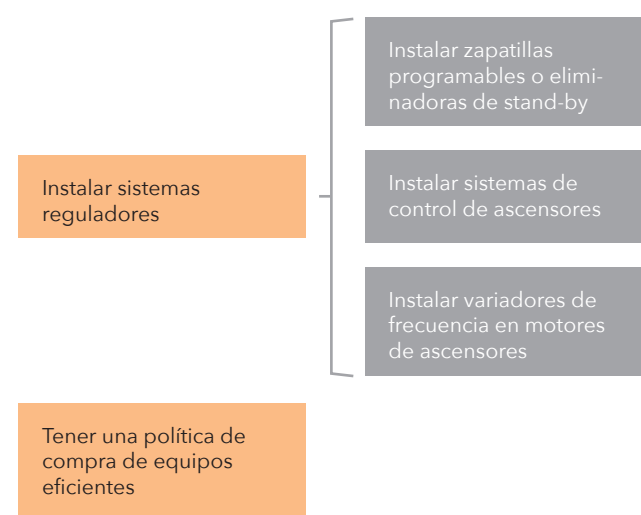 Instalar sistemas
reguladores
Instalar zapatillas
programables o elimi-
nadoras de stand-by
Instalar sistemas de
control de ascensores
Instalar variadores de
frecuencia en motores
de ascensores
Tener una política de
compra de equipos
eficientes